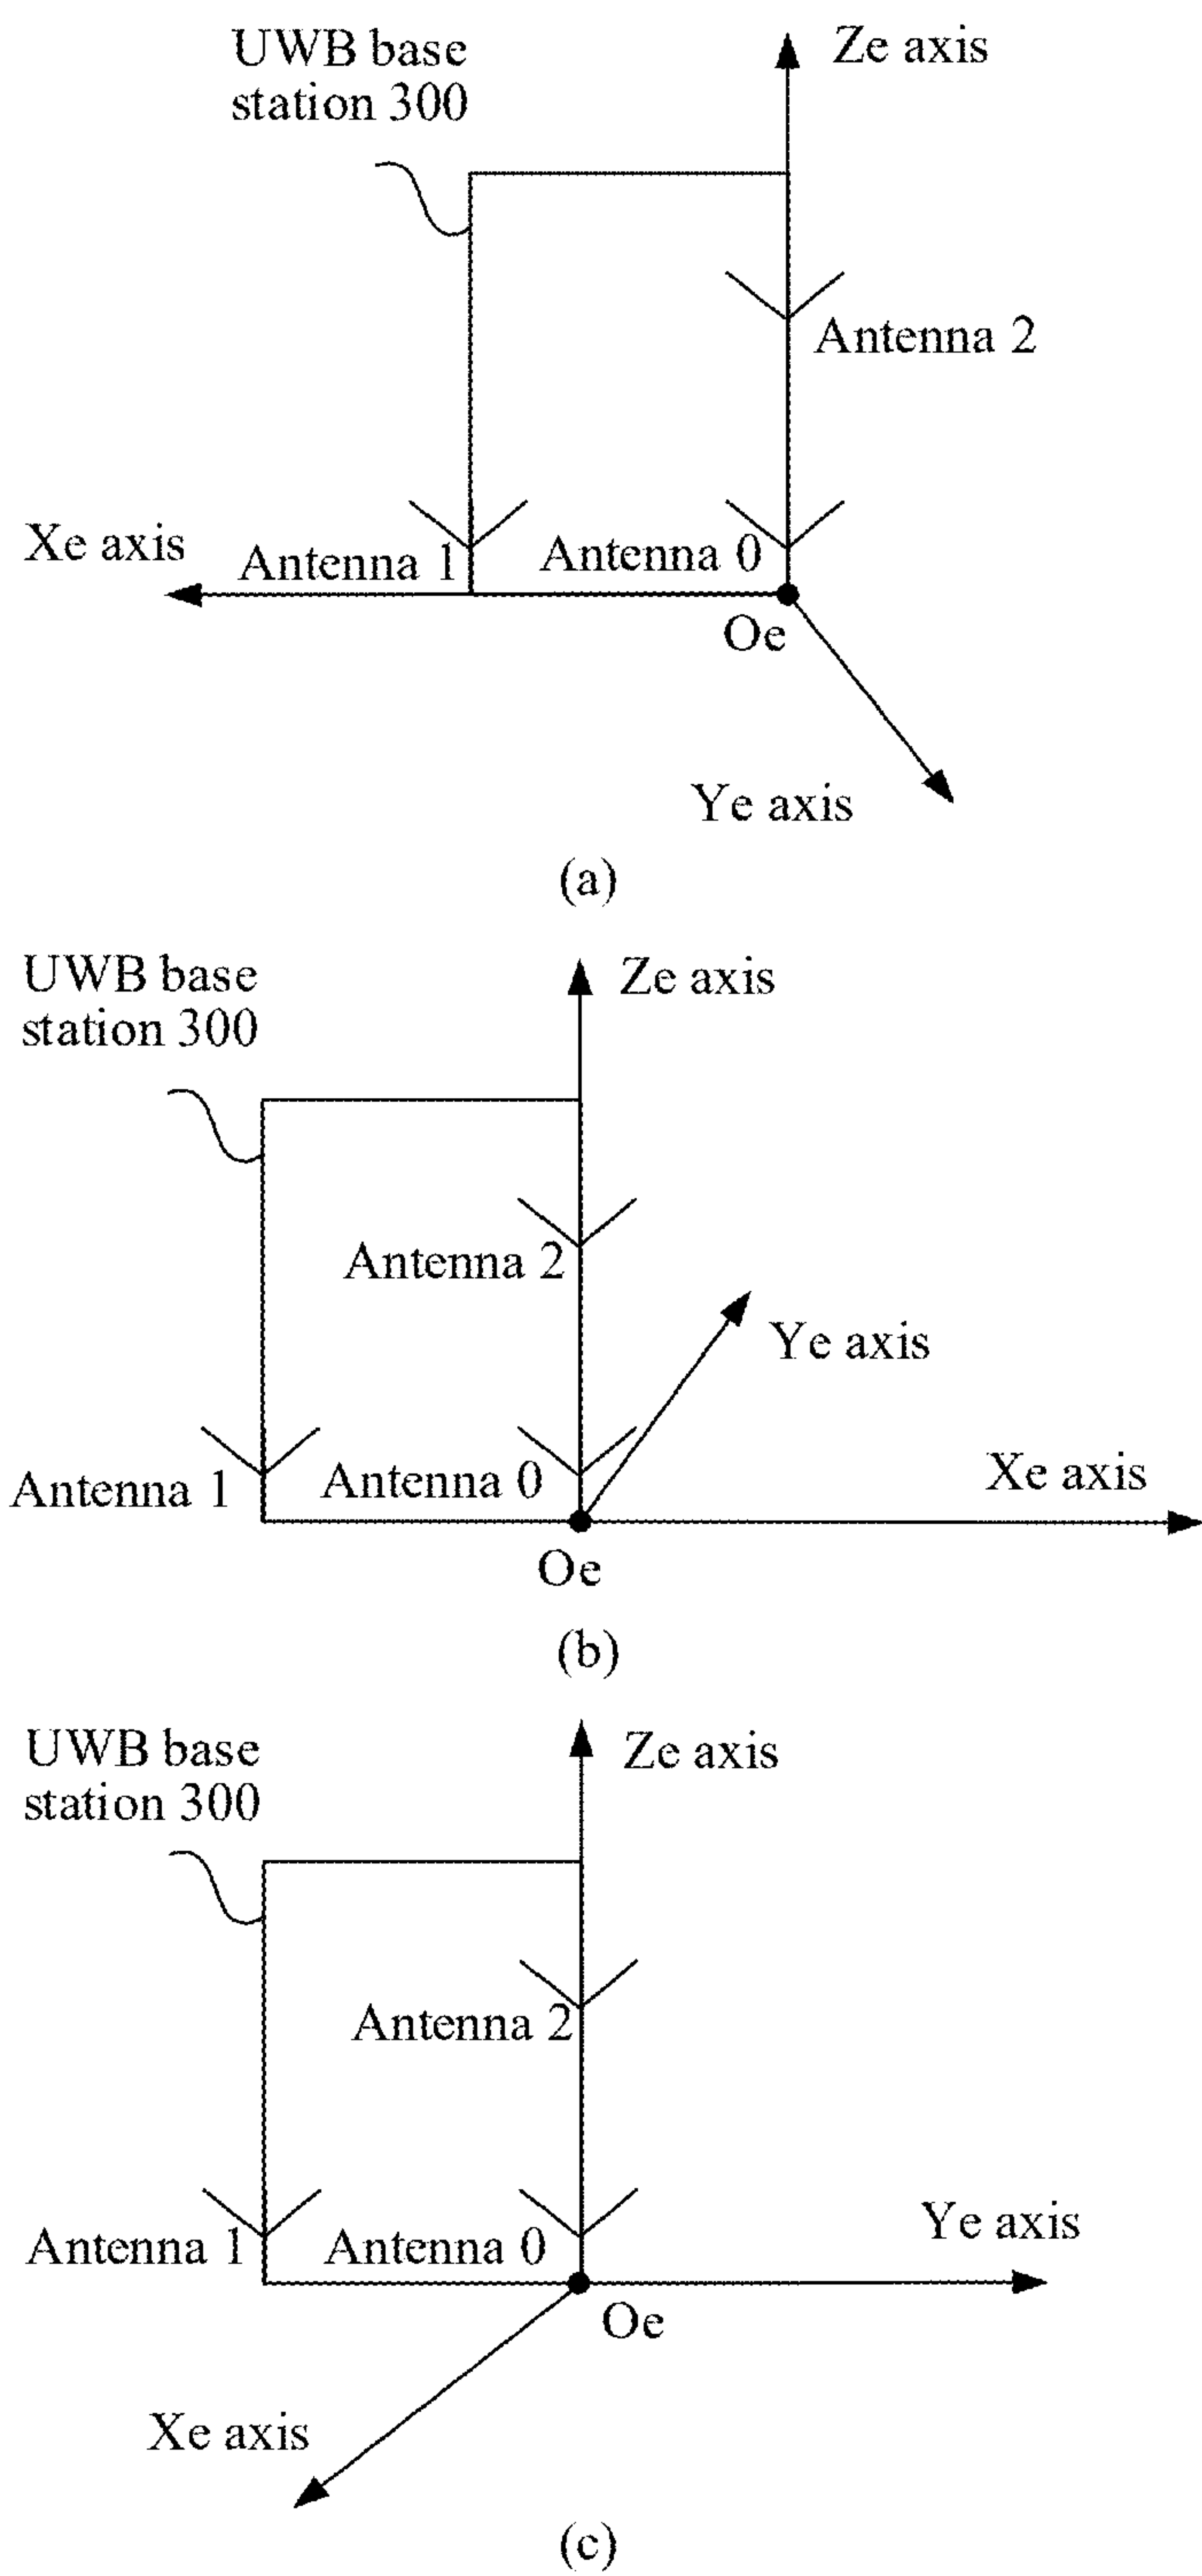 UWB base
station 300
Ze axis
Antenna 2
Xe axis
Antenna 1
Antenna 0
Oe
Ye axis
(a)
UWB base
station 300
Ze axis
Antenna 2
Ye axis
Xe axis
Antenna 1
Antenna 0
Oe
(b)
UWB base
station 300
Ze axis
Antenna 2
Ye axis
Antenna 1
Antenna 0
Oe
Xe axis
(c)